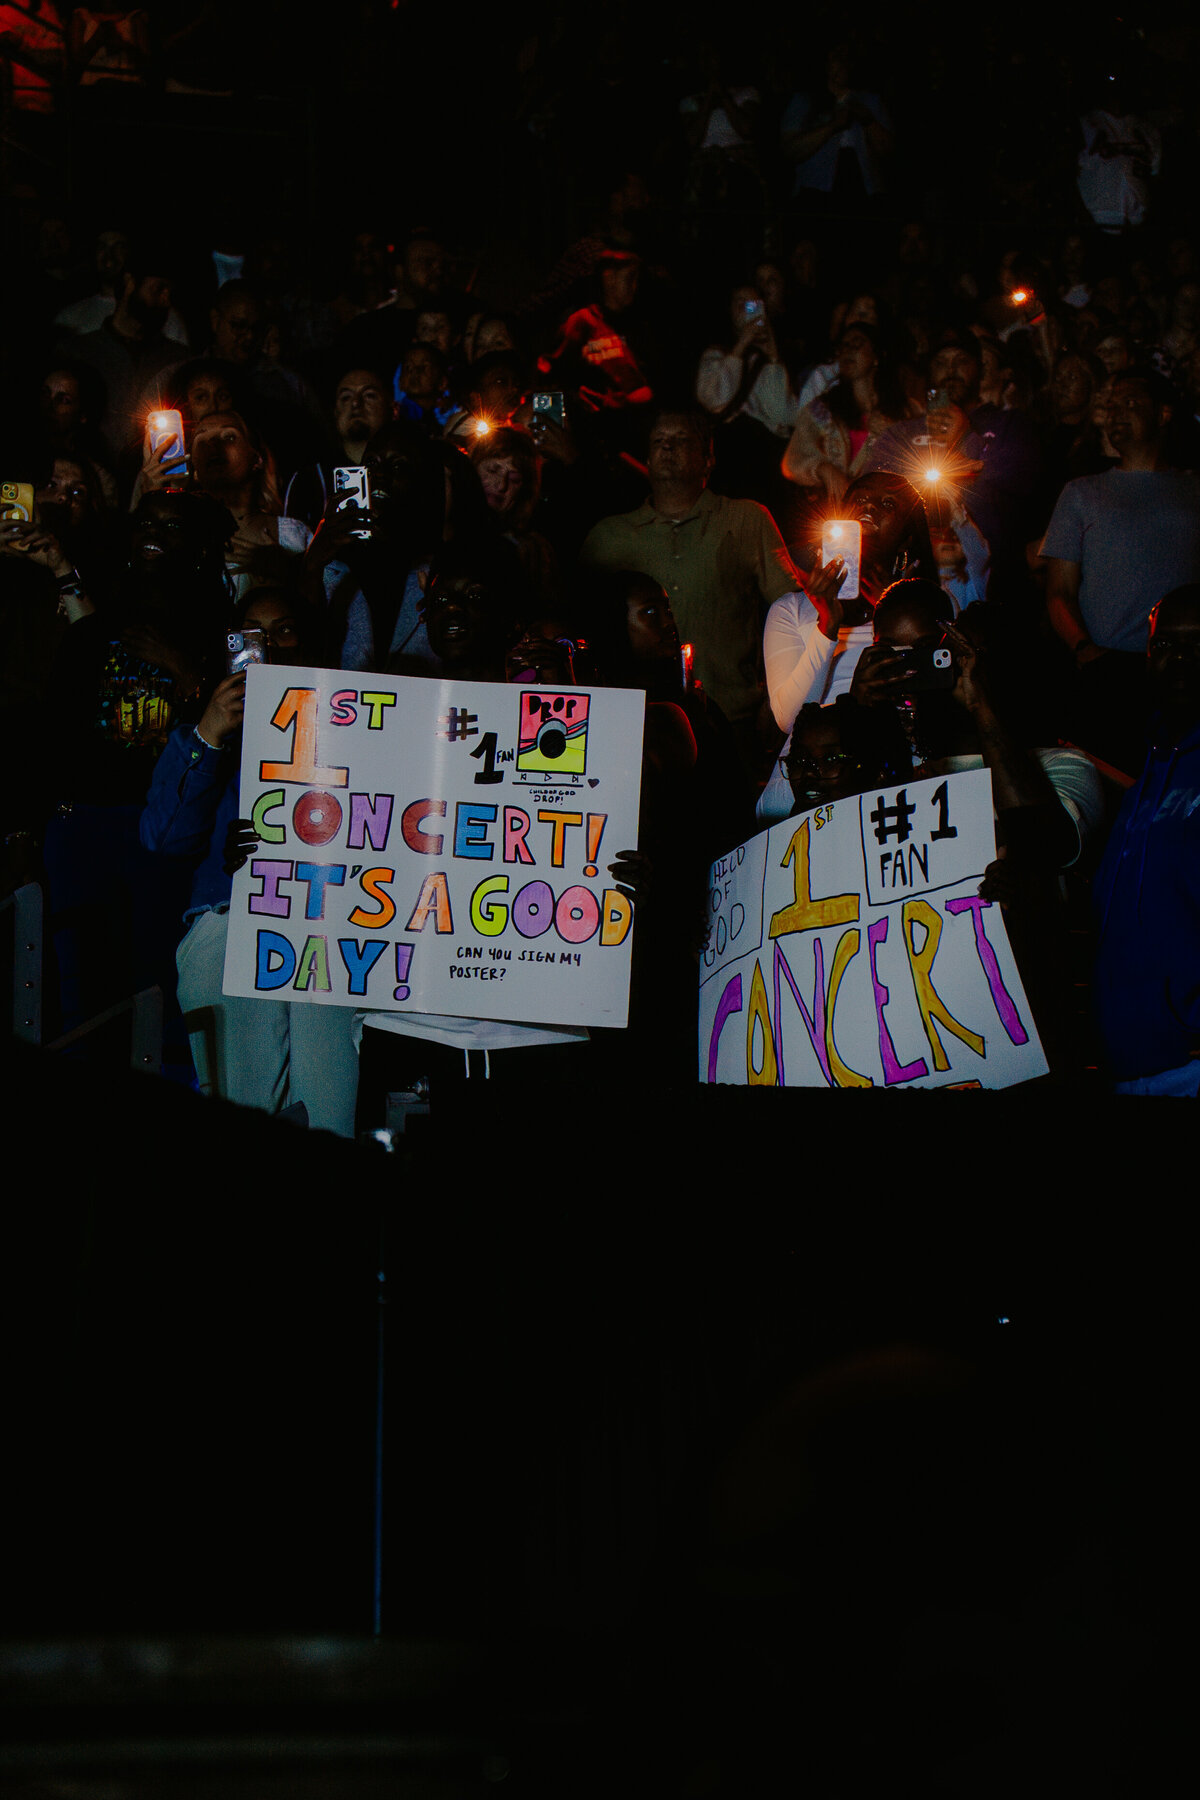 1ST
CONCERT!
IT'S A GOOD
DAY!
#1 FAN
DROP
CHILD OF GOD
DROP!
CAN YOU SIGN MY
POSTER?
OF
GOD
1ST
#1
FAN
CONCERT